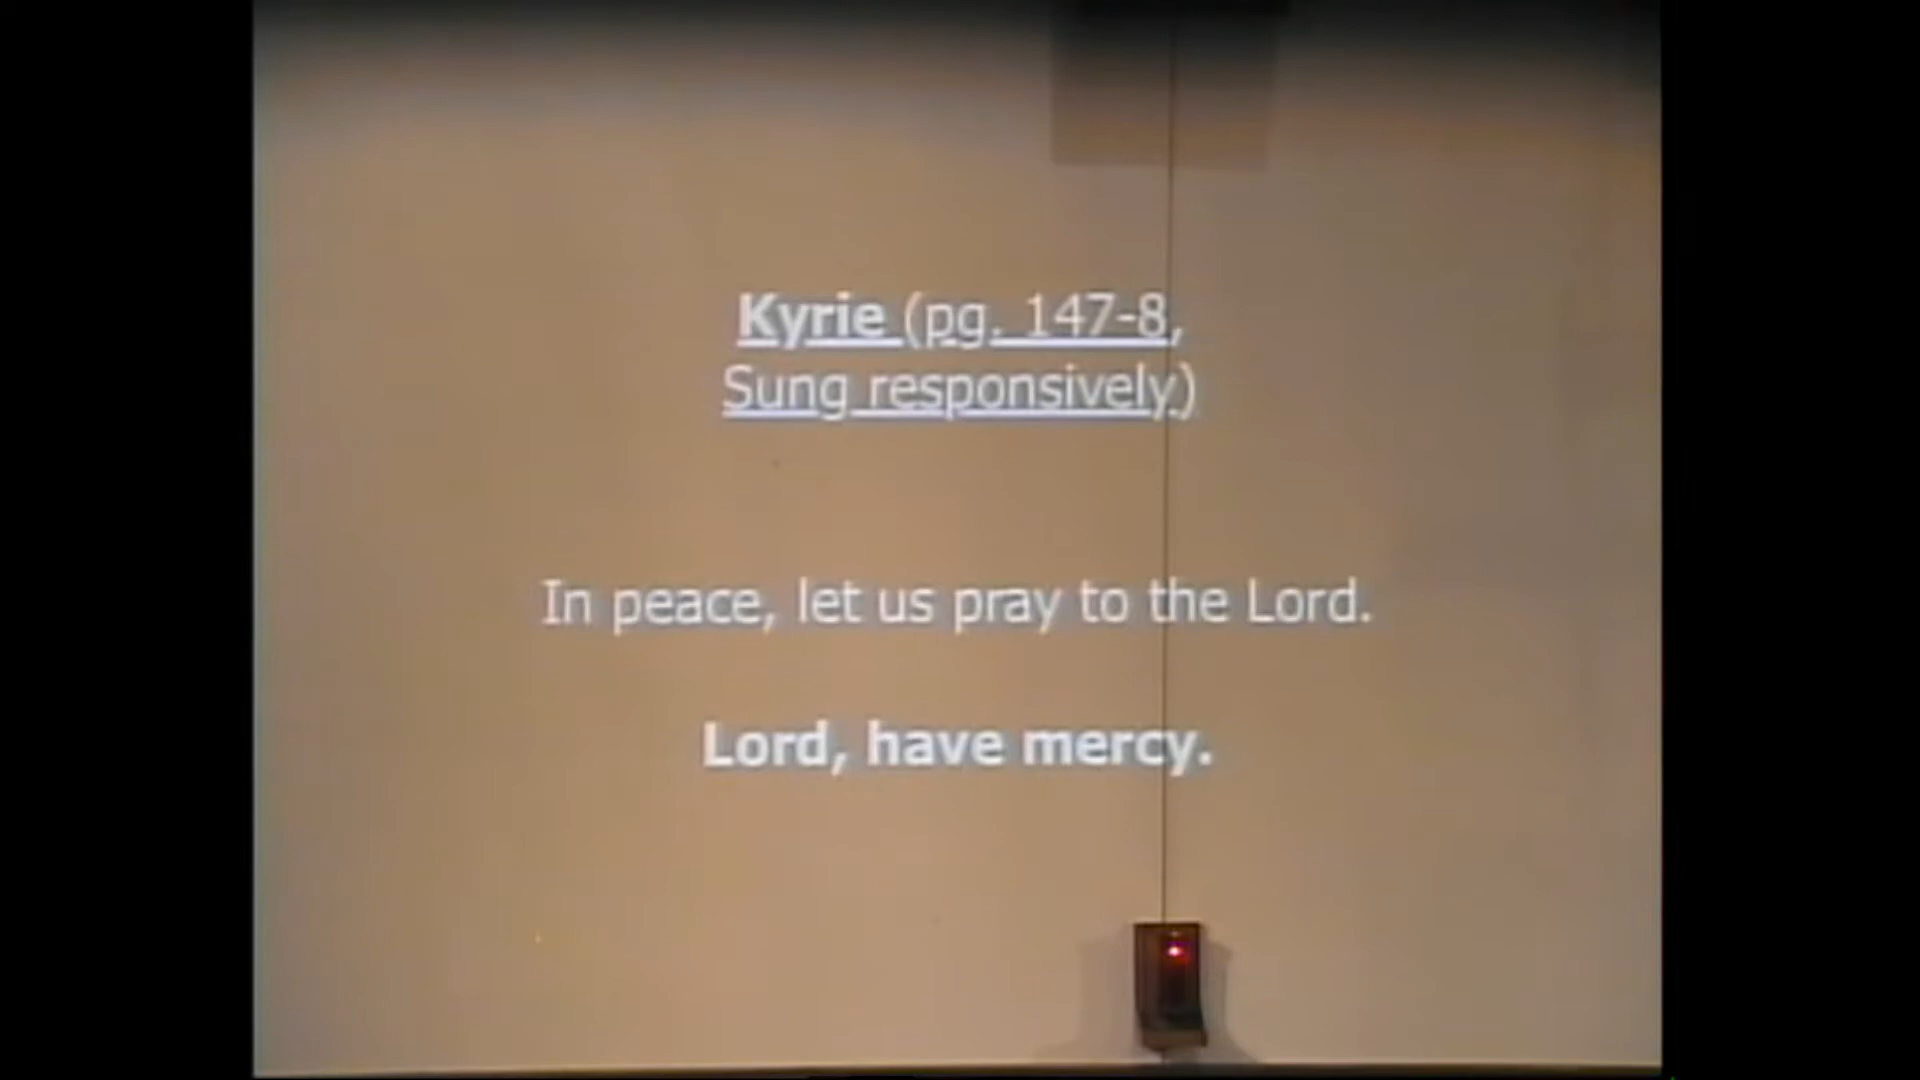 Kyrie (pg. 147-8,
Sung responsively)
In peace, let us pray to the Lord.
Lord, have mercy.